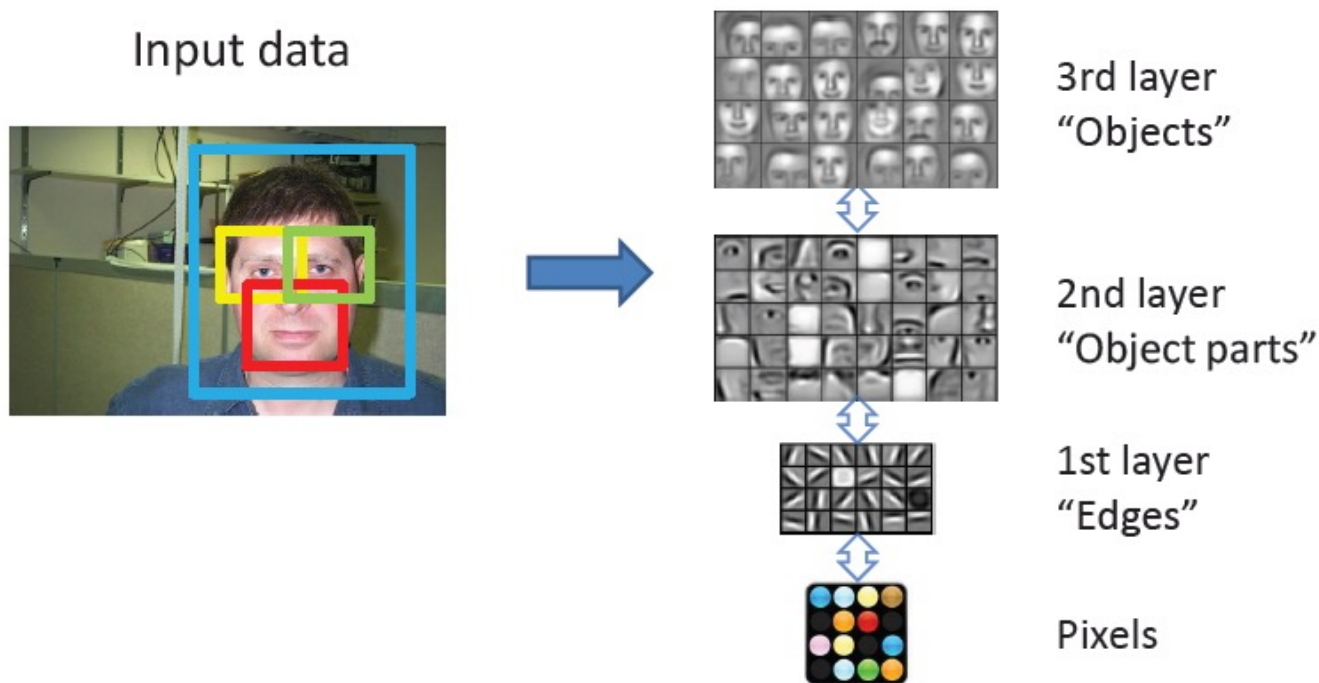 Input data
3rd layer
“Objects”
2nd layer
“Object parts”
1st layer
“Edges”
Pixels